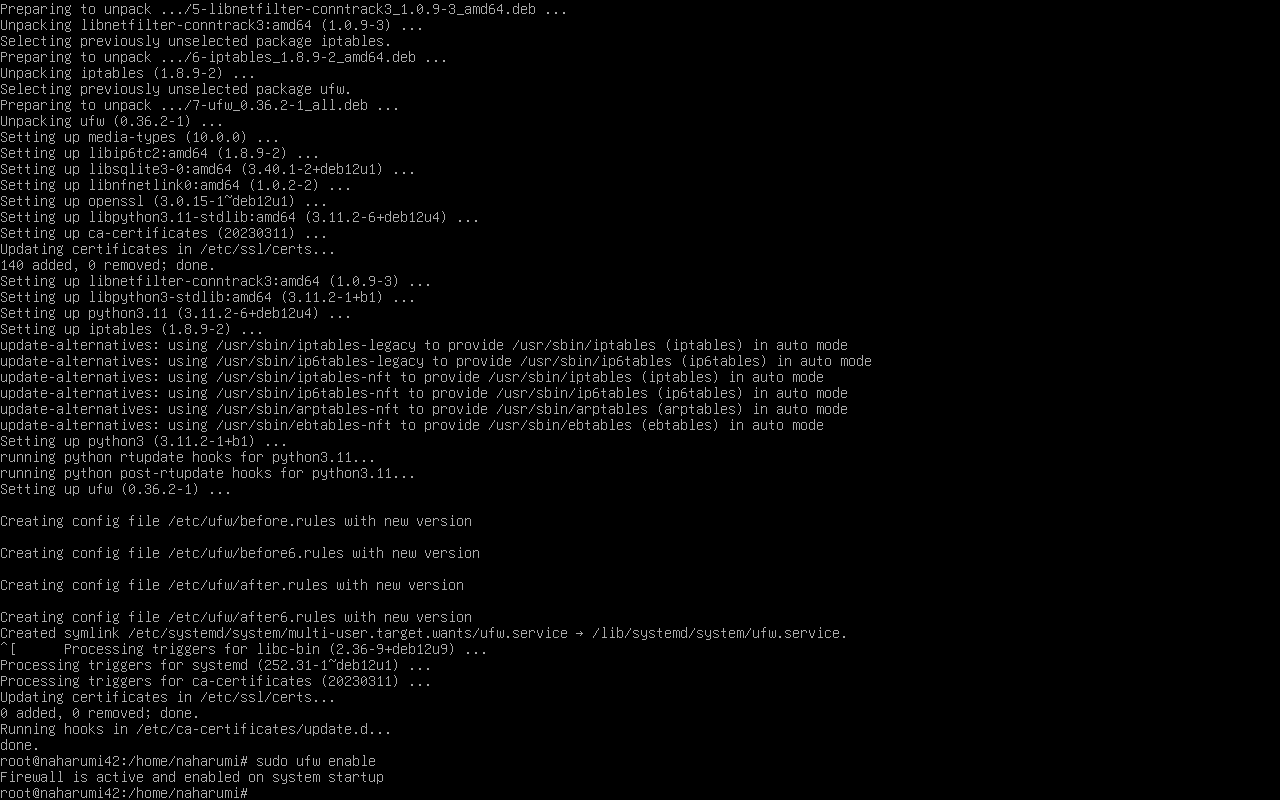 Preparing to unpack .../5-libnetfilter-conntrack3_1.0.9-3_amd64.deb ...
Unpacking libnetfilter-conntrack3:amd64 (1.0.9-3) ...
Selecting previously unselected package iptables.
Preparing to unpack .../6-iptables_1.8.9-2_amd64.deb ...
Unpacking iptables (1.8.9-2) ...
Selecting previously unselected package ufw.
Preparing to unpack .../7-ufw_0.36.2-1_all.deb ...
Unpacking ufw (0.36.2-1) ...
Setting up media-types (10.0.0) ...
Setting up libip6tc2:amd64 (1.8.9-2) ...
Setting up libsqlite3-0:amd64 (3.40.1-2+deb12u1) ...
Setting up libnfnetlink0:amd64 (1.0.2-2) ...
Setting up openssl (3.0.15-1~deb12u1) ...
Setting up libpython3.11-stdlib:amd64 (3.11.2-6+deb12u4) ...
Setting up ca-certificates (20230311) ...
Updating certificates in /etc/ssl/certs...
140 added, 0 removed; done.
Setting up libnetfilter-conntrack3:amd64 (1.0.9-3) ...
Setting up libpython3-stdlib:amd64 (3.11.2-1+b1) ...
Setting up python3.11 (3.11.2-6+deb12u4) ...
Setting up iptables (1.8.9-2) ...
update-alternatives: using /usr/sbin/iptables-legacy to provide /usr/sbin/iptables (iptables) in auto mode
update-alternatives: using /usr/sbin/ip6tables-legacy to provide /usr/sbin/ip6tables (ip6tables) in auto mode
update-alternatives: using /usr/sbin/iptables-nft to provide /usr/sbin/iptables (iptables) in auto mode
update-alternatives: using /usr/sbin/ip6tables-nft to provide /usr/sbin/ip6tables (ip6tables) in auto mode
update-alternatives: using /usr/sbin/arptables-nft to provide /usr/sbin/arptables (arptables) in auto mode
update-alternatives: using /usr/sbin/ebtables-nft to provide /usr/sbin/ebtables (ebtables) in auto mode
Setting up python3 (3.11.2-1+b1) ...
running python rtupdate hooks for python3.11...
running python post-rtupdate hooks for python3.11...
Setting up ufw (0.36.2-1) ...
Creating config file /etc/ufw/before.rules with new version
Creating config file /etc/ufw/before6.rules with new version
Creating config file /etc/ufw/after.rules with new version
Creating config file /etc/ufw/after6.rules with new version
Created symlink /etc/systemd/system/multi-user.target.wants/ufw.service → /lib/systemd/system/ufw.service.
^[      Processing triggers for libc-bin (2.36-9+deb12u9) ...
Processing triggers for systemd (252.31-1~deb12u1) ...
Processing triggers for ca-certificates (20230311) ...
Updating certificates in /etc/ssl/certs...
0 added, 0 removed; done.
Running hooks in /etc/ca-certificates/update.d...
done.
root@naharumi42:/home/naharumi# sudo ufw enable
Firewall is active and enabled on system startup
root@naharumi42:/home/naharumi#